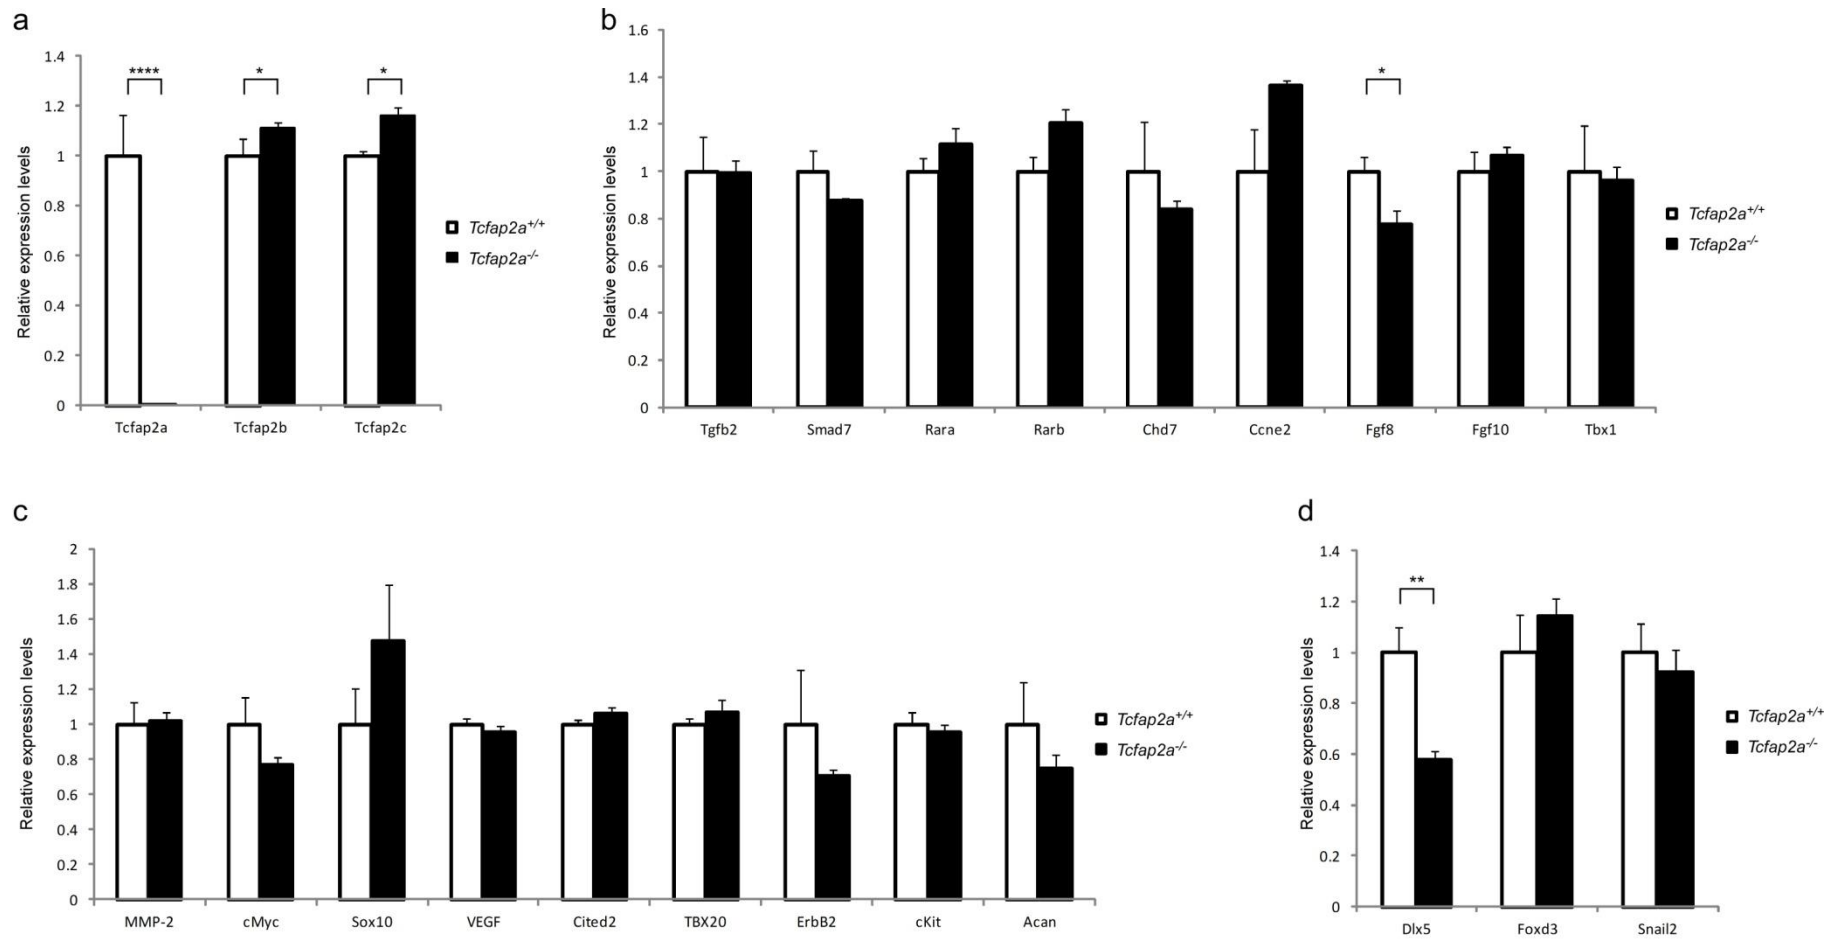 a
Relative expression levels
1.4
1.2
1
0.8
0.6
0.4
0.2
0
**** * *
Tcfap2a Tcfap2b Tcfap2c
Tcfap2a+/+
Tcfap2a-/-
b
Relative expression levels
1.6
1.4
1.2
1
0.8
0.6
0.4
0.2
0
*
Tgfb2 Smad7 Rara Rarb Chd7 Ccne2 Fgf8 Fgf10 Tbx1
Tcfap2a+/+
Tcfap2a-/-
c
Relative expression levels
2
1.8
1.6
1.4
1.2
1
0.8
0.6
0.4
0.2
0
MMP-2 cMyc Sox10 VEGF Cited2 TBX20 ErbB2 cKit Acan
Tcfap2a+/+
Tcfap2a-/-
d
Relative expression levels
1.4
1.2
1
0.8
0.6
0.4
0.2
0
**
Dlx5 Foxd3 Snail2
Tcfap2a+/+
Tcfap2a-/-